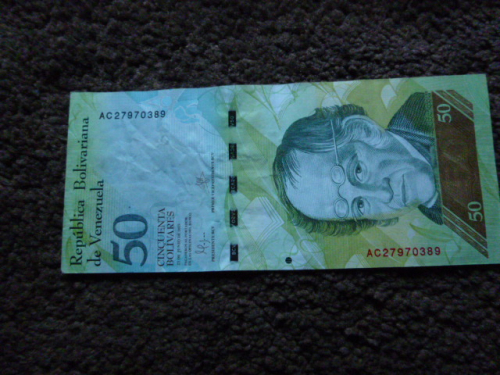 República Bolivariana
de Venezuela
AC27970389
50
CINCUENTA
BOLÍVARES
50
50
AC27970389